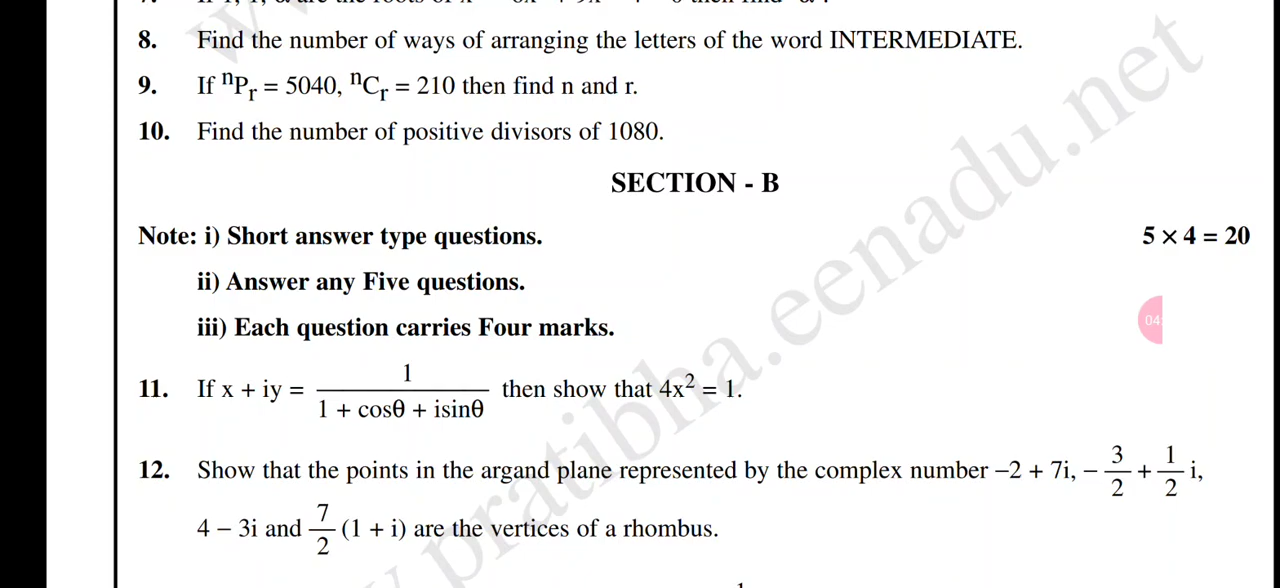 8. Find the number of ways of arranging the letters of the word INTERMEDIATE.
9. If ⁿPᵣ = 5040, ⁿCᵣ = 210 then find n and r.
10. Find the number of positive divisors of 1080.
SECTION - B
Note: i) Short answer type questions. 5 × 4 = 20
ii) Answer any Five questions.
iii) Each question carries Four marks.
04
11. If x + iy = 1/(1 + cosθ + isinθ) then show that 4x² = 1.
12. Show that the points in the argand plane represented by the complex number −2 + 7i, −3/2 + 1/2 i,
4 − 3i and 7/2 (1 + i) are the vertices of a rhombus.
pratibha.eenadu.net